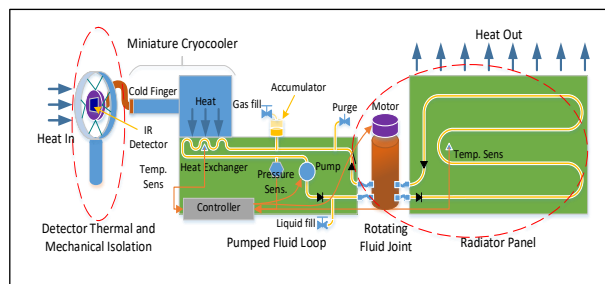 Miniature Cryocooler
Heat Out
Cold Finger
Accumulator
Heat
Gas fill
Purge
Motor
Heat In
IR
Detector
Temp.
Sens
Heat Exchanger
Pump
Pressure
Sens.
Temp. Sens
Controller
Liquid fill
Detector Thermal and
Mechanical Isolation
Pumped Fluid Loop
Rotating
Fluid Joint
Radiator Panel